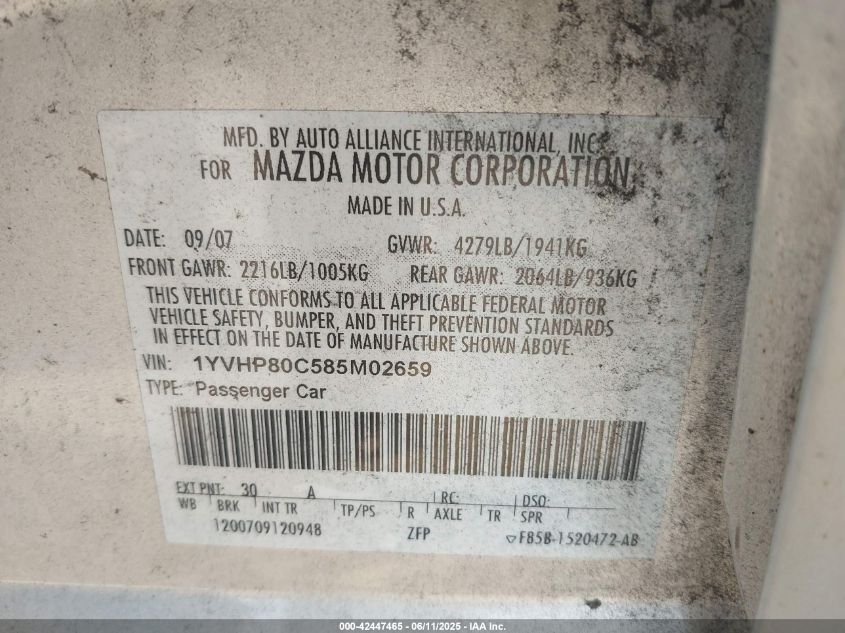 MFD. BY AUTO ALLIANCE INTERNATIONAL, INC.
FOR MAZDA MOTOR CORPORATION
MADE IN U.S.A.
DATE: 09/07 GVWR: 4279LB/1941KG
FRONT GAWR: 2216LB/1005KG REAR GAWR: 2064LB/936KG
THIS VEHICLE CONFORMS TO ALL APPLICABLE FEDERAL MOTOR
VEHICLE SAFETY, BUMPER, AND THEFT PREVENTION STANDARDS
IN EFFECT ON THE DATE OF MANUFACTURE SHOWN ABOVE.
VIN: 1YVHP80C585M02659
TYPE: Passenger Car
EXT PNT: 30 A RC: DSO:
WB BRK INT TR TP/PS R AXLE TR SPR
1200709120948 ZFP F85B-1520472-AB
000-42447465 - 06/11/2025 - IAA Inc.